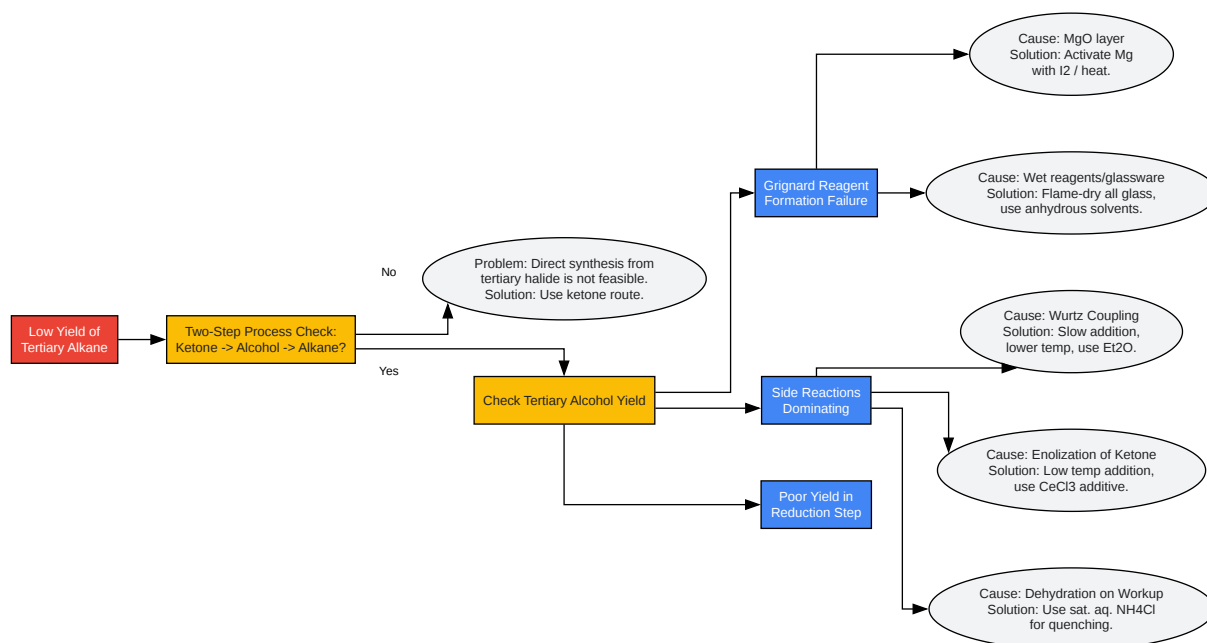 Cause: MgO layer
Solution: Activate Mg
with I2 / heat.
Grignard Reagent
Formation Failure
Cause: Wet reagents/glassware
Solution: Flame-dry all glass,
use anhydrous solvents.
No
Problem: Direct synthesis from
tertiary halide is not feasible.
Solution: Use ketone route.
Low Yield of
Tertiary Alkane
Two-Step Process Check:
Ketone -> Alcohol -> Alkane?
Yes
Cause: Wurtz Coupling
Solution: Slow addition,
lower temp, use Et2O.
Check Tertiary Alcohol Yield
Side Reactions
Dominating
Cause: Enolization of Ketone
Solution: Low temp addition,
use CeCl3 additive.
Poor Yield in
Reduction Step
Cause: Dehydration on Workup
Solution: Use sat. aq. NH4Cl
for quenching.